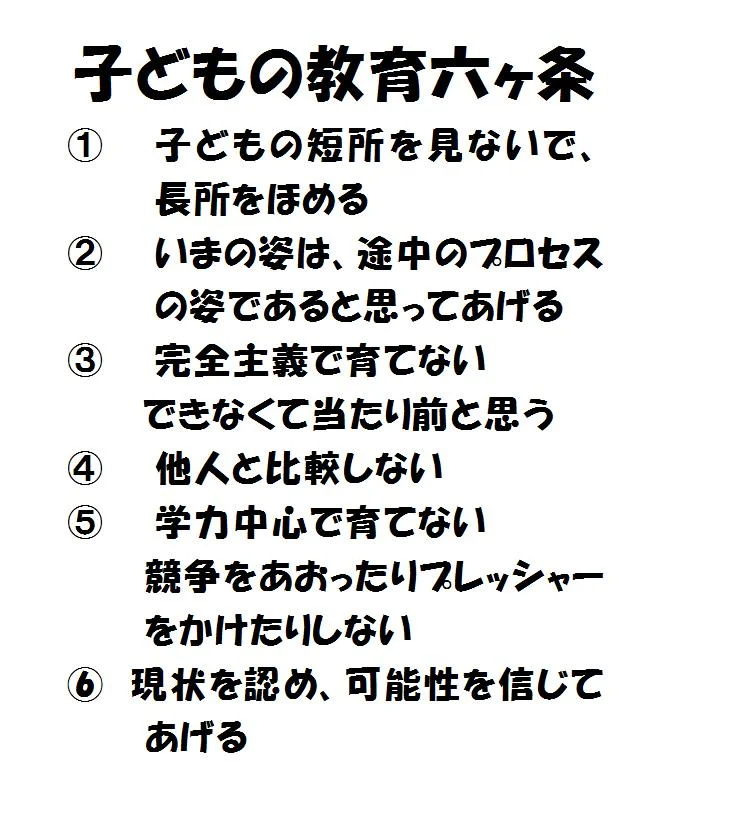 子どもの教育六ヶ条
① 子どもの短所を見ないで、
長所をほめる
② いまの姿は、途中のプロセス
の姿であると思ってあげる
③ 完全主義で育てない
できなくて当たり前と思う
④ 他人と比較しない
⑤ 学力中心で育てない
競争をあおったりプレッシャー
をかけたりしない
⑥ 現状を認め、可能性を信じて
あげる